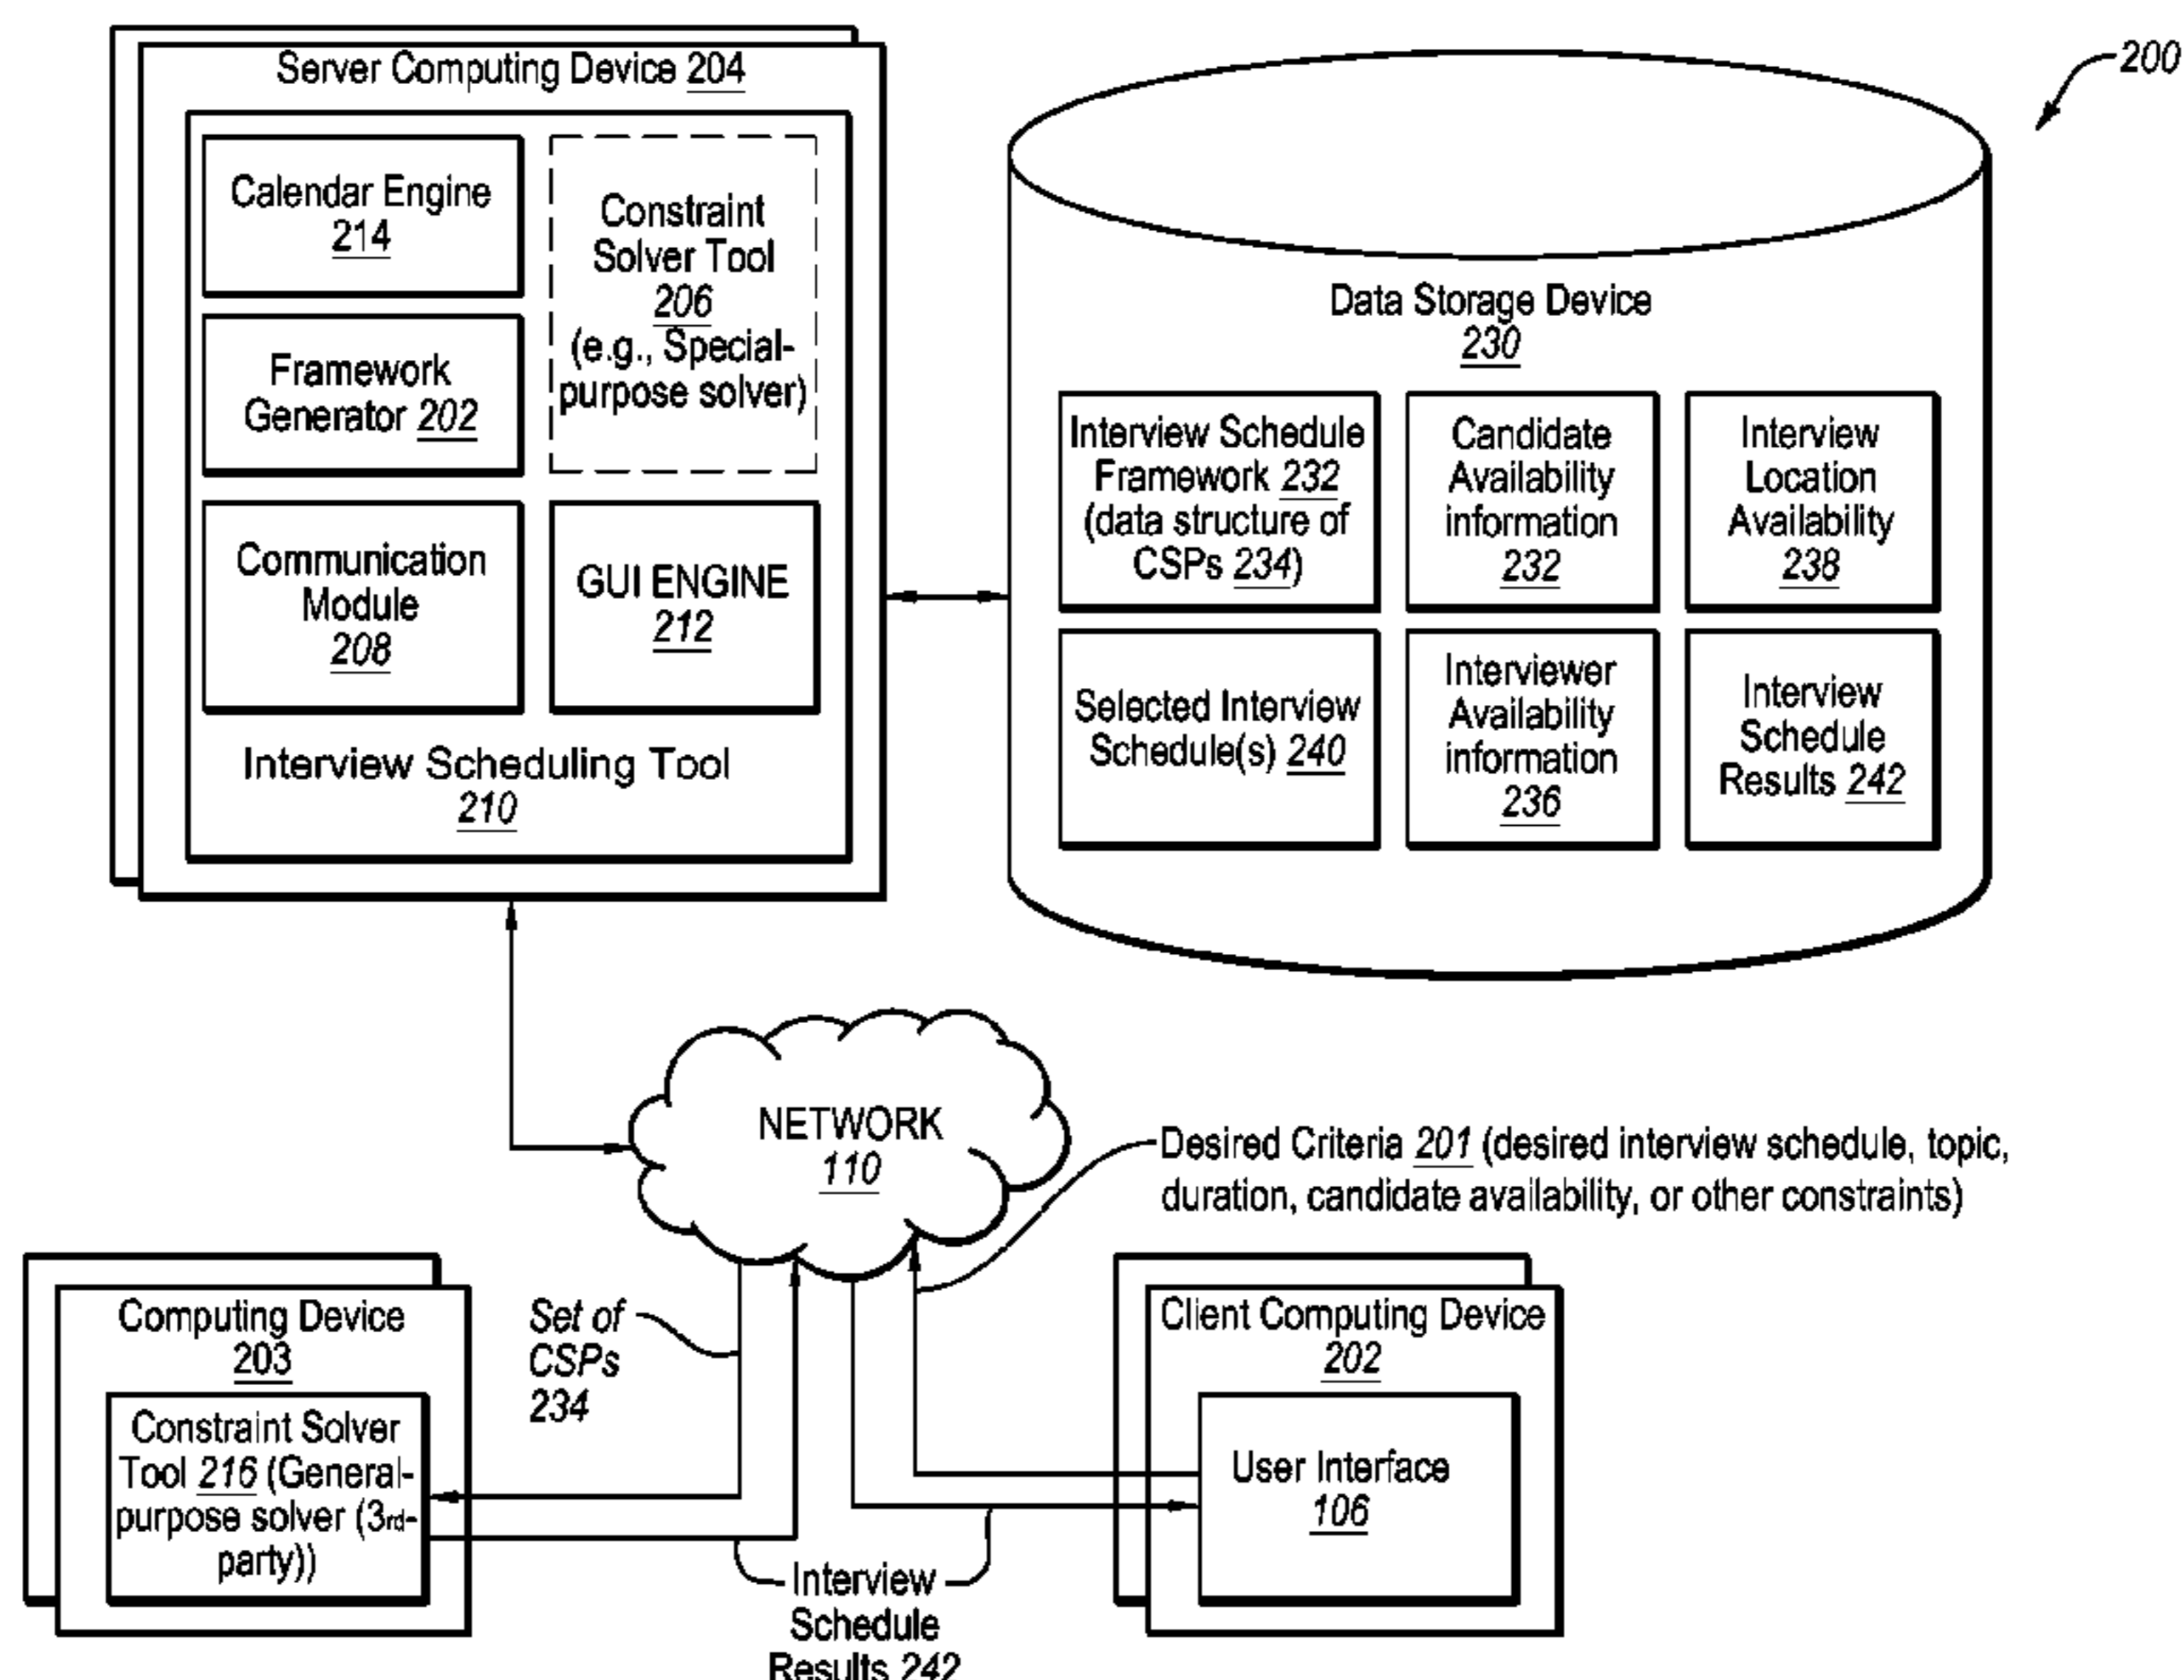 200
Server Computing Device 204
Calendar Engine
214
Constraint
Solver Tool
206
(e.g., Special-
purpose solver)
Framework
Generator 202
Communication
Module
208
GUI ENGINE
212
Interview Scheduling Tool
210
Data Storage Device
230
Interview Schedule
Framework 232
(data structure of
CSPs 234)
Candidate
Availability
information
232
Interview
Location
Availability
238
Selected Interview
Schedule(s) 240
Interviewer
Availability
information
236
Interview
Schedule
Results 242
NETWORK
110
Desired Criteria 201 (desired interview schedule, topic,
duration, candidate availability, or other constraints)
Computing Device
203
Constraint Solver
Tool 216 (General-
purpose solver (3rd-
party))
Set of
CSPs
234
Client Computing Device
202
User Interface
106
Interview
Schedule
Results 242